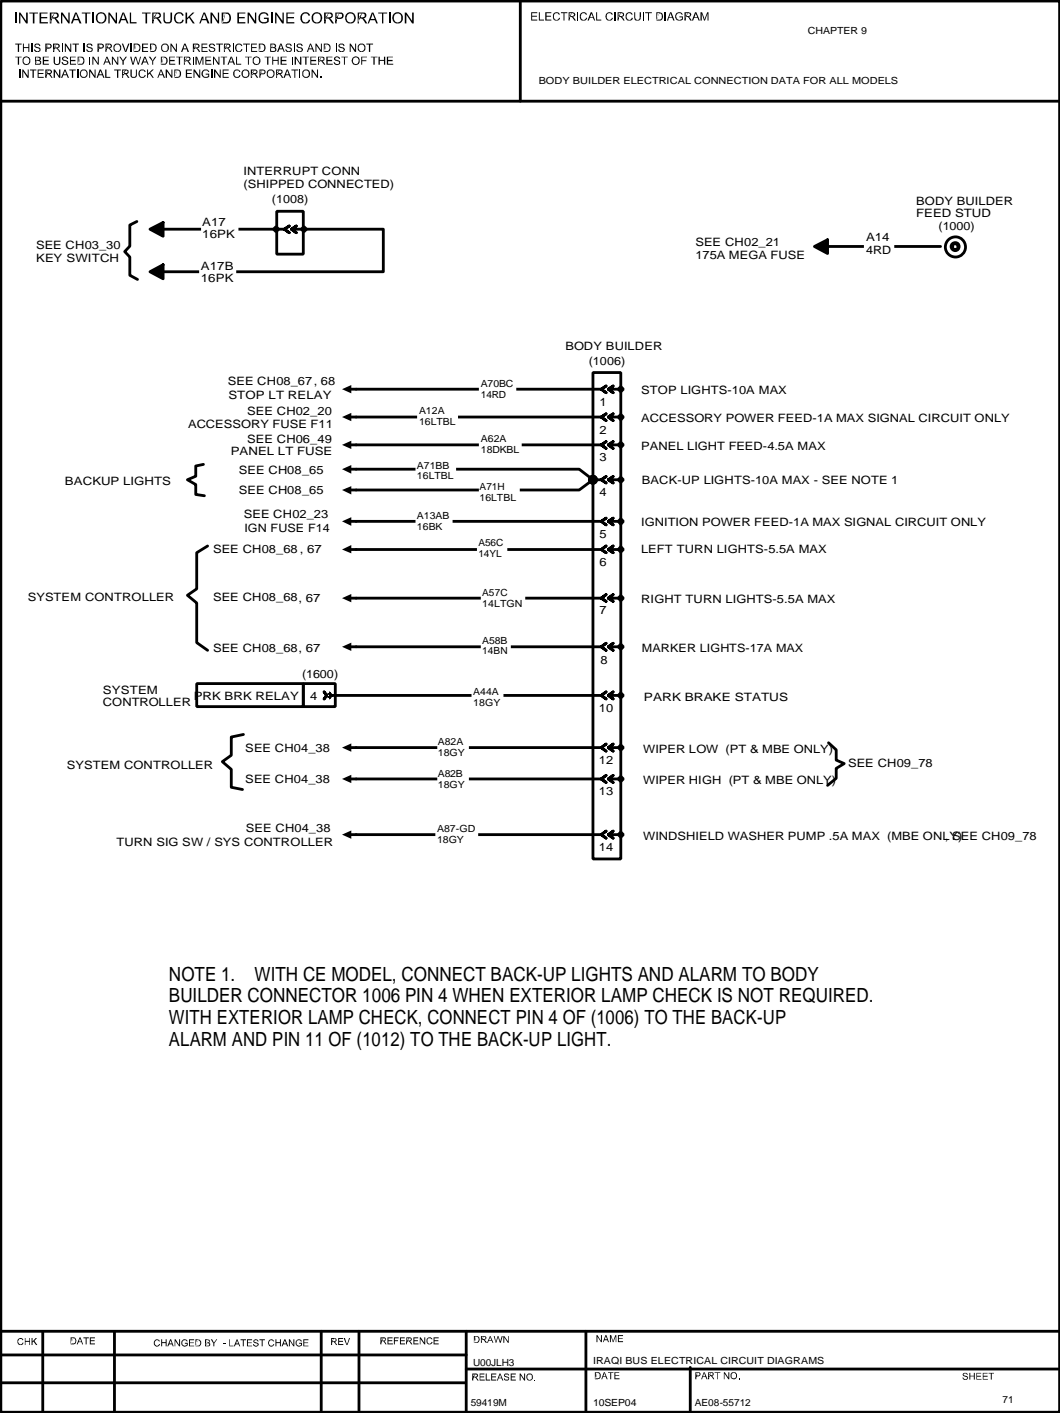 INTERNATIONAL TRUCK AND ENGINE CORPORATION
THIS PRINT IS PROVIDED ON A RESTRICTED BASIS AND IS NOT
TO BE USED IN ANY WAY DETRIMENTAL TO THE INTEREST OF THE
INTERNATIONAL TRUCK AND ENGINE CORPORATION.
ELECTRICAL CIRCUIT DIAGRAM
CHAPTER 9
BODY BUILDER ELECTRICAL CONNECTION DATA FOR ALL MODELS
INTERRUPT CONN
(SHIPPED CONNECTED)
(1008)
A17
16PK
SEE CH03_30
KEY SWITCH
A17B
16PK
BODY BUILDER
FEED STUD
(1000)
SEE CH02_21
175A MEGA FUSE
A14
4RD
BODY BUILDER
(1006)
SEE CH08_67, 68
STOP LT RELAY
A70BC
14RD
1
STOP LIGHTS-10A MAX
SEE CH02_20
ACCESSORY FUSE F11
A12A
16LTBL
2
ACCESSORY POWER FEED-1A MAX SIGNAL CIRCUIT ONLY
SEE CH06_49
PANEL LT FUSE
A62A
18DKBL
3
PANEL LIGHT FEED-4.5A MAX
BACKUP LIGHTS
SEE CH08_65
A71BB
16LTBL
SEE CH08_65
A71H
16LTBL
4
BACK-UP LIGHTS-10A MAX - SEE NOTE 1
SEE CH02_23
IGN FUSE F14
A13AB
16BK
5
IGNITION POWER FEED-1A MAX SIGNAL CIRCUIT ONLY
SYSTEM CONTROLLER
SEE CH08_68, 67
A56C
14YL
6
LEFT TURN LIGHTS-5.5A MAX
SEE CH08_68, 67
A57C
14LTGN
7
RIGHT TURN LIGHTS-5.5A MAX
SEE CH08_68, 67
A58B
14BN
8
MARKER LIGHTS-17A MAX
(1600)
SYSTEM
CONTROLLER
PRK BRK RELAY
4
A44A
18GY
10
PARK BRAKE STATUS
SYSTEM CONTROLLER
SEE CH04_38
A82A
18GY
12
WIPER LOW (PT & MBE ONLY)
SEE CH04_38
A82B
18GY
13
WIPER HIGH (PT & MBE ONLY)
SEE CH09_78
SEE CH04_38
TURN SIG SW / SYS CONTROLLER
A87-GD
18GY
14
WINDSHIELD WASHER PUMP .5A MAX (MBE ONLY) SEE CH09_78
NOTE 1. WITH CE MODEL, CONNECT BACK-UP LIGHTS AND ALARM TO BODY
BUILDER CONNECTOR 1006 PIN 4 WHEN EXTERIOR LAMP CHECK IS NOT REQUIRED.
WITH EXTERIOR LAMP CHECK, CONNECT PIN 4 OF (1006) TO THE BACK-UP
ALARM AND PIN 11 OF (1012) TO THE BACK-UP LIGHT.
CHK DATE CHANGED BY - LATEST CHANGE REV REFERENCE
DRAWN
U00JLH3
NAME
IRAQI BUS ELECTRICAL CIRCUIT DIAGRAMS
RELEASE NO.
59419M
DATE
10SEP04
PART NO.
AE08-55712
SHEET
71